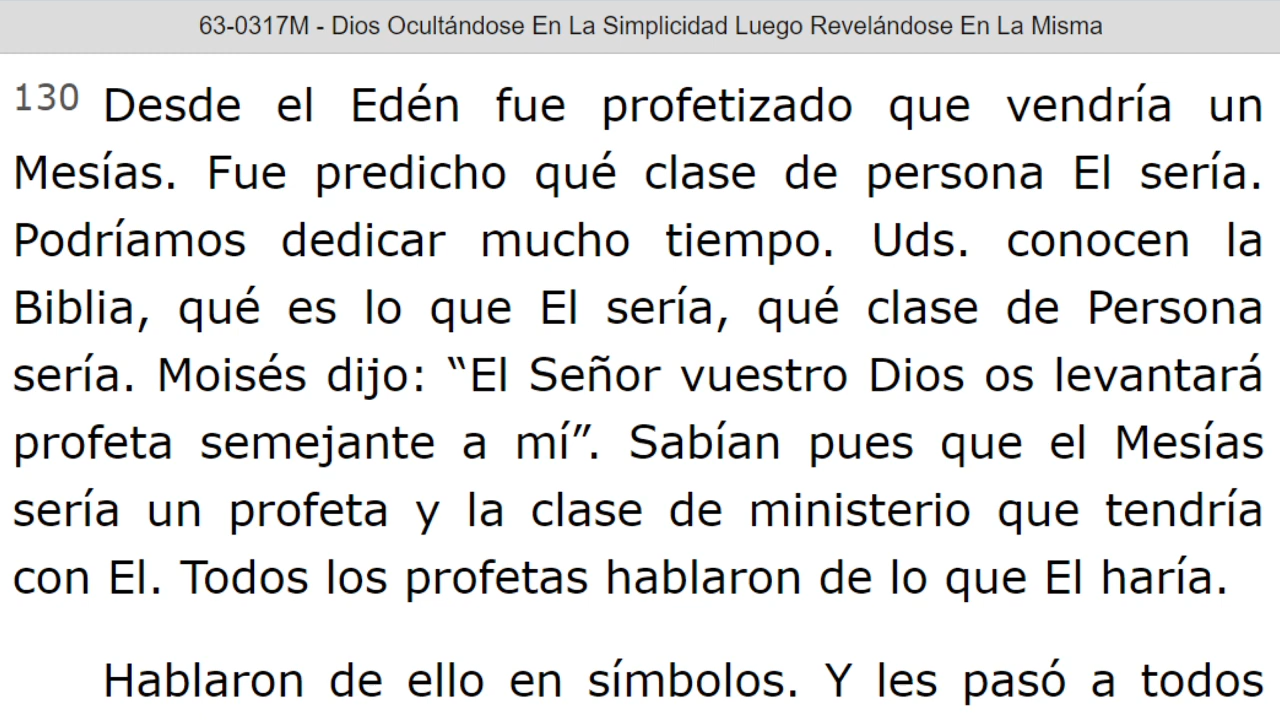 63-0317M - Dios Ocultándose En La Simplicidad Luego Revelándose En La Misma
130 Desde el Edén fue profetizado que vendría un
Mesías. Fue predicho qué clase de persona El sería.
Podríamos dedicar mucho tiempo. Uds. conocen la
Biblia, qué es lo que El sería, qué clase de Persona
sería. Moisés dijo: “El Señor vuestro Dios os levantará
profeta semejante a mí”. Sabían pues que el Mesías
sería un profeta y la clase de ministerio que tendría
con El. Todos los profetas hablaron de lo que El haría.
Hablaron de ello en símbolos. Y les pasó a todos